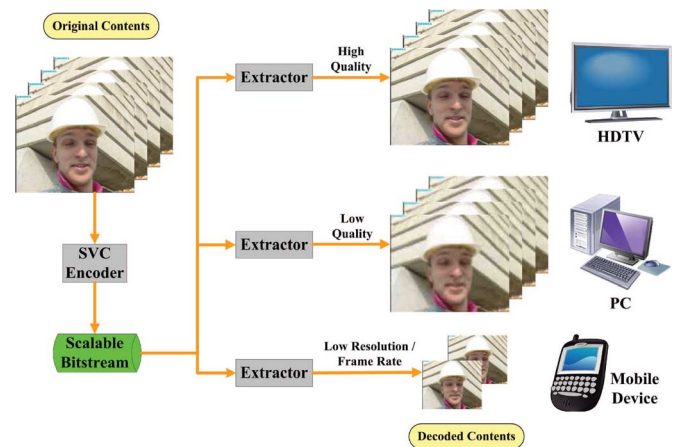 Original Contents
SVC
Encoder
Scalable
Bitstream
Extractor
High
Quality
HDTV
Extractor
Low
Quality
PC
Extractor
Low Resolution /
Frame Rate
Mobile
Device
Decoded Contents